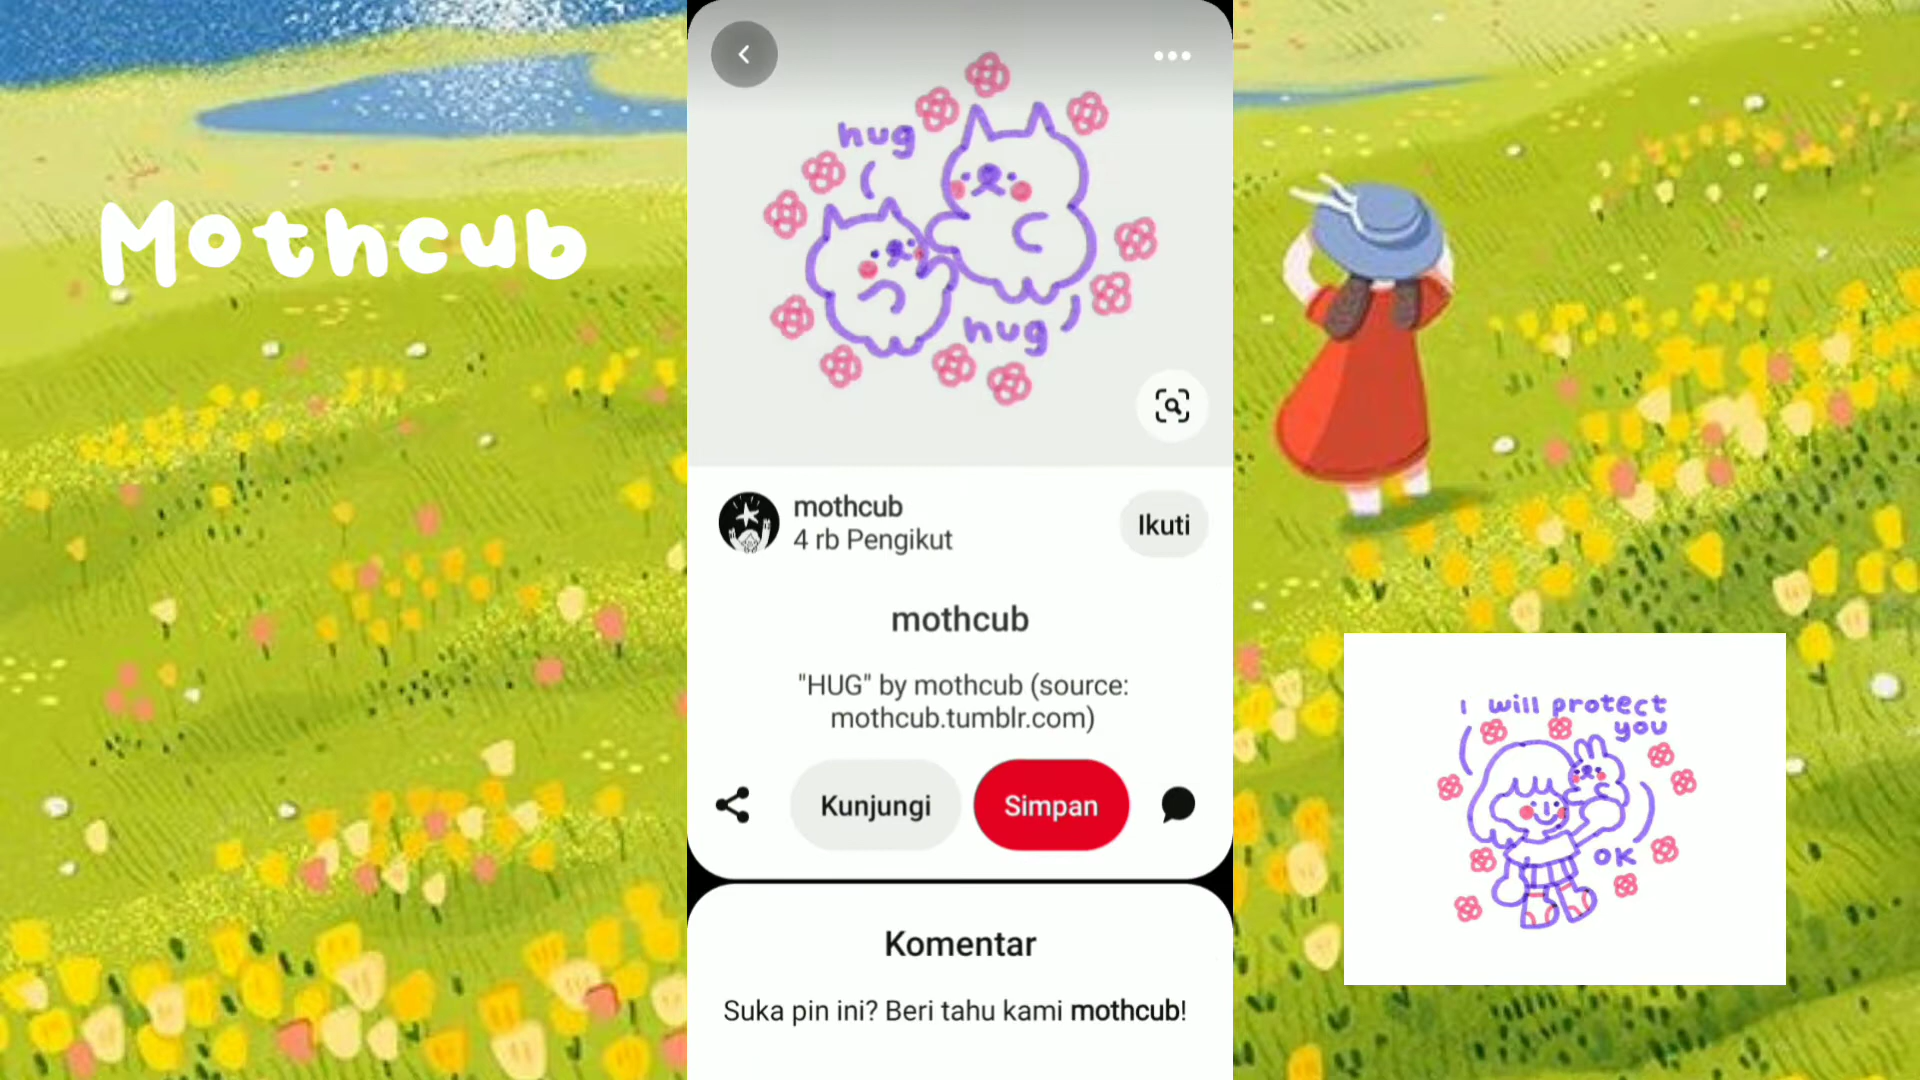 Mothcub
hug
hug
mothcub
4 rb Pengikut
Ikuti
mothcub
"HUG" by mothcub (source:
mothcub.tumblr.com)
Kunjungi
Simpan
Komentar
Suka pin ini? Beri tahu kami mothcub!
I will protect
you
OK